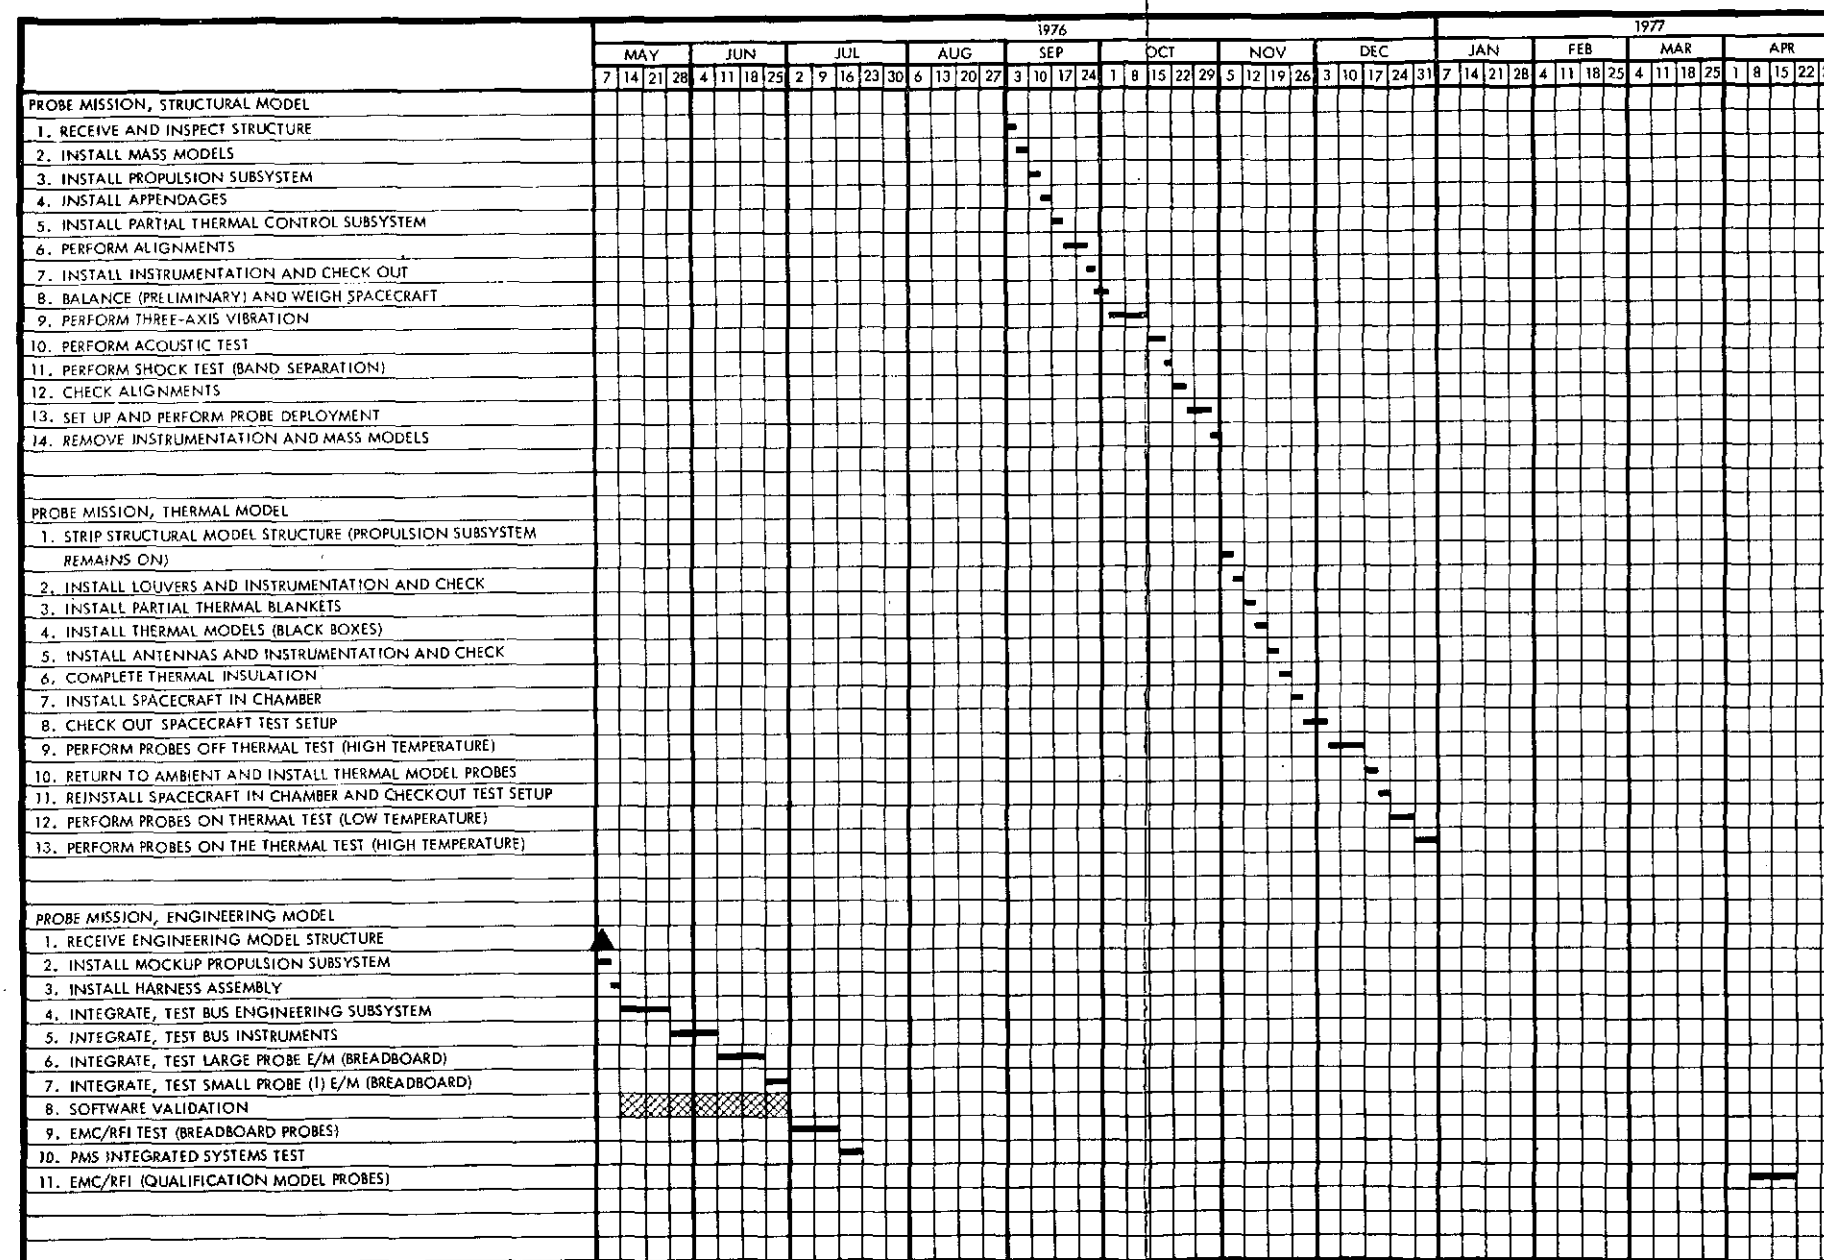 1976 1977
MAY JUN JUL AUG SEP OCT NOV DEC JAN FEB MAR APR
7 14 21 28 4 11 18 25 2 9 16 23 30 6 13 20 27 3 10 17 24 1 8 15 22 29 5 12 19 26 3 10 17 24 31 7 14 21 28 4 11 18 25 4 11 18 25 1 8 15 22
PROBE MISSION, STRUCTURAL MODEL
1. RECEIVE AND INSPECT STRUCTURE
2. INSTALL MASS MODELS
3. INSTALL PROPULSION SUBSYSTEM
4. INSTALL APPENDAGES
5. INSTALL PARTIAL THERMAL CONTROL SUBSYSTEM
6. PERFORM ALIGNMENTS
7. INSTALL INSTRUMENTATION AND CHECK OUT
8. BALANCE (PRELIMINARY) AND WEIGH SPACECRAFT
9. PERFORM THREE-AXIS VIBRATION
10. PERFORM ACOUSTIC TEST
11. PERFORM SHOCK TEST (BAND SEPARATION)
12. CHECK ALIGNMENTS
13. SET UP AND PERFORM PROBE DEPLOYMENT
14. REMOVE INSTRUMENTATION AND MASS MODELS
PROBE MISSION, THERMAL MODEL
1. STRIP STRUCTURAL MODEL STRUCTURE (PROPULSION SUBSYSTEM
REMAINS ON)
2. INSTALL LOUVERS AND INSTRUMENTATION AND CHECK
3. INSTALL PARTIAL THERMAL BLANKETS
4. INSTALL THERMAL MODELS (BLACK BOXES)
5. INSTALL ANTENNAS AND INSTRUMENTATION AND CHECK
6. COMPLETE THERMAL INSULATION
7. INSTALL SPACECRAFT IN CHAMBER
8. CHECK OUT SPACECRAFT TEST SETUP
9. PERFORM PROBES OFF THERMAL TEST (HIGH TEMPERATURE)
10. RETURN TO AMBIENT AND INSTALL THERMAL MODEL PROBES
11. REINSTALL SPACECRAFT IN CHAMBER AND CHECKOUT TEST SETUP
12. PERFORM PROBES ON THERMAL TEST (LOW TEMPERATURE)
13. PERFORM PROBES ON THE THERMAL TEST (HIGH TEMPERATURE)
PROBE MISSION, ENGINEERING MODEL
1. RECEIVE ENGINEERING MODEL STRUCTURE
2. INSTALL MOCKUP PROPULSION SUBSYSTEM
3. INSTALL HARNESS ASSEMBLY
4. INTEGRATE, TEST BUS ENGINEERING SUBSYSTEM
5. INTEGRATE, TEST BUS INSTRUMENTS
6. INTEGRATE, TEST LARGE PROBE E/M (BREADBOARD)
7. INTEGRATE, TEST SMALL PROBE (1) E/M (BREADBOARD)
8. SOFTWARE VALIDATION
9. EMC/RFI TEST (BREADBOARD PROBES)
10. PMS INTEGRATED SYSTEMS TEST
11. EMC/RFI (QUALIFICATION MODEL PROBES)